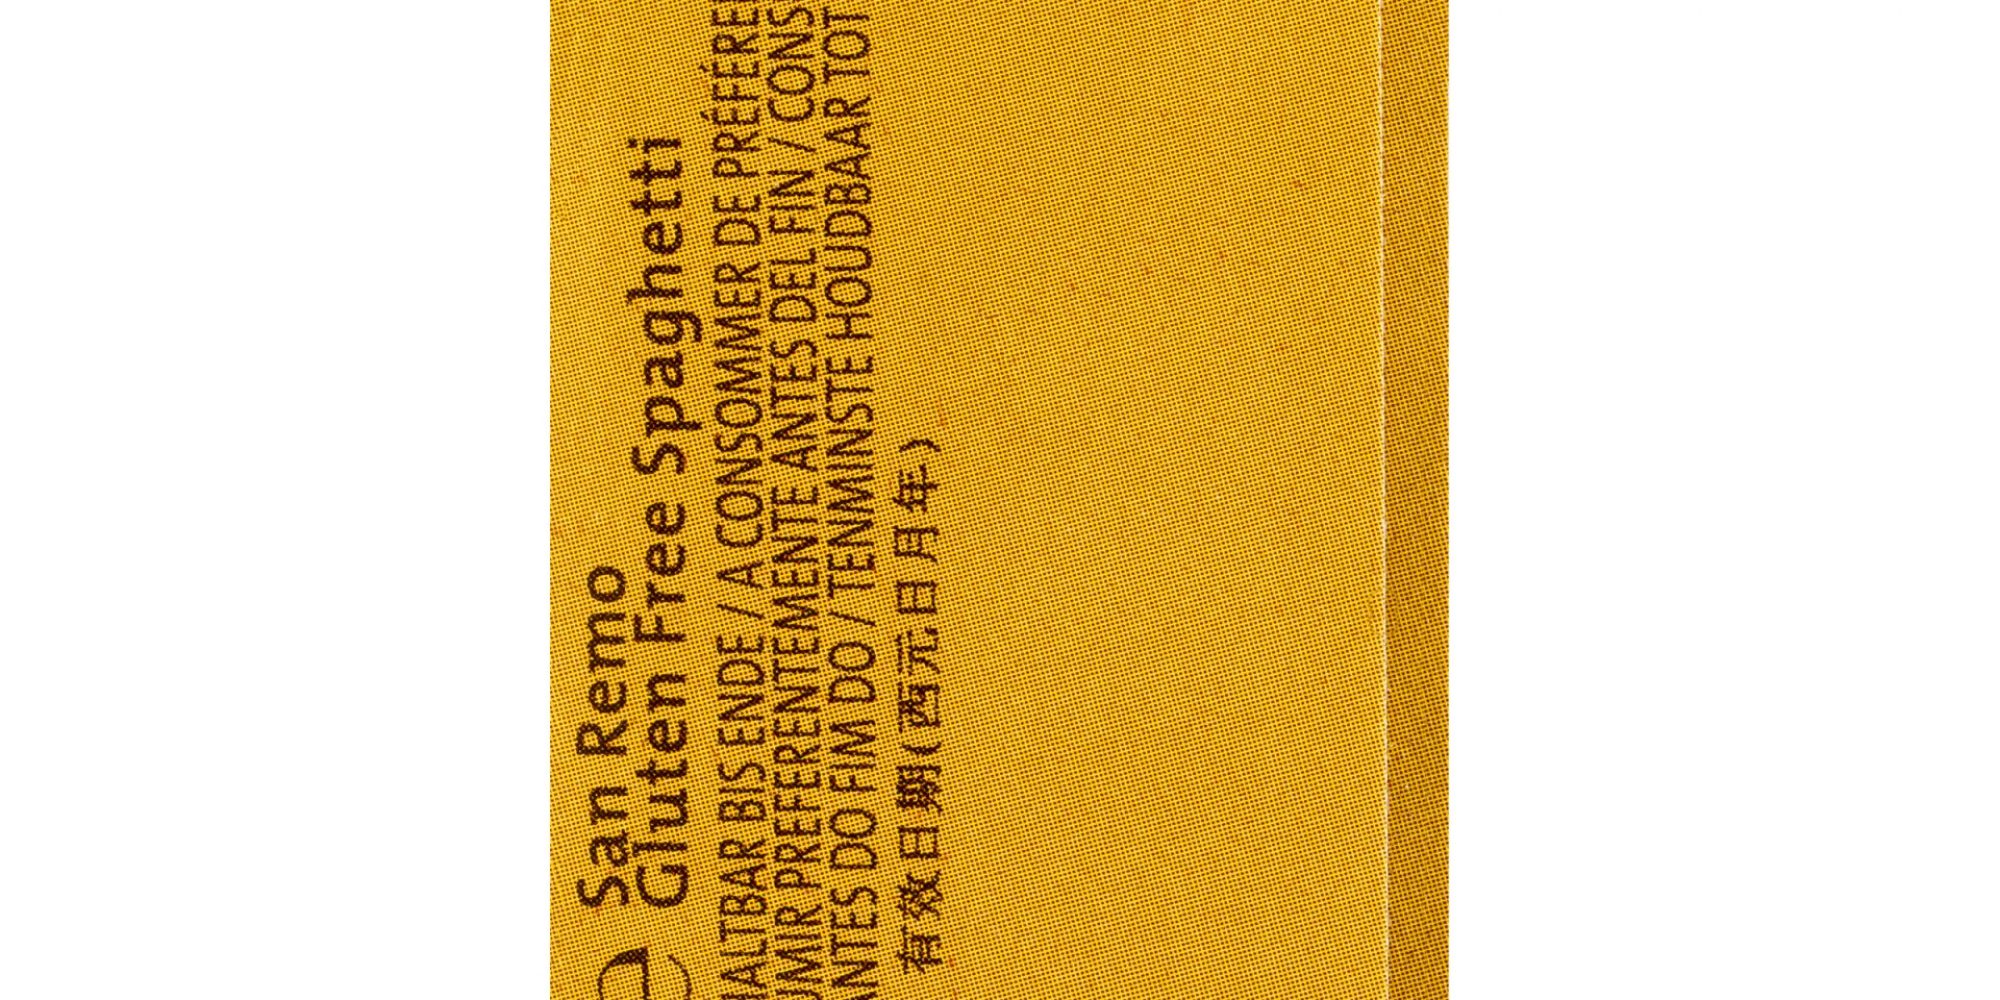 San Remo
Gluten Free Spaghetti
HALTBAR BIS ENDE / A CONSOMMER DE PRÉFÉRE
UMIR PREFERENTEMENTE ANTES DEL FIN / CONS
ANTES DO FIM DO / TENMINSTE HOUDBAAR TOT
有效日期(西元日月年)